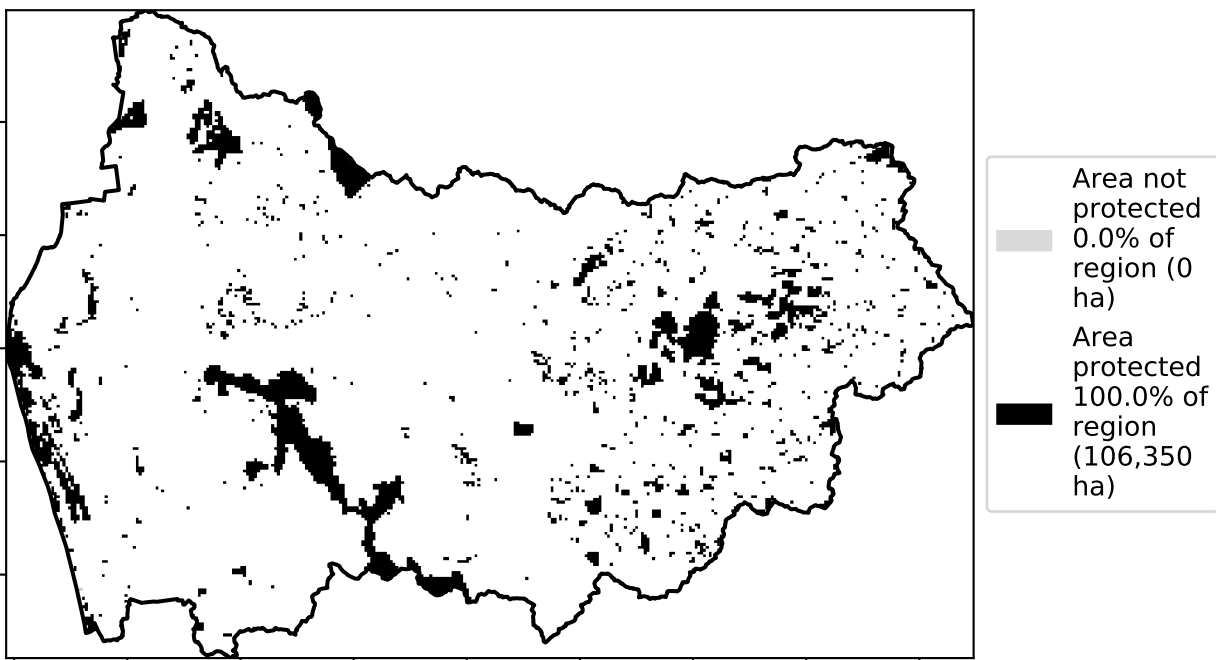 Area not
protected
0.0% of
region (0
ha)
Area
protected
100.0% of
region
(106,350
ha)